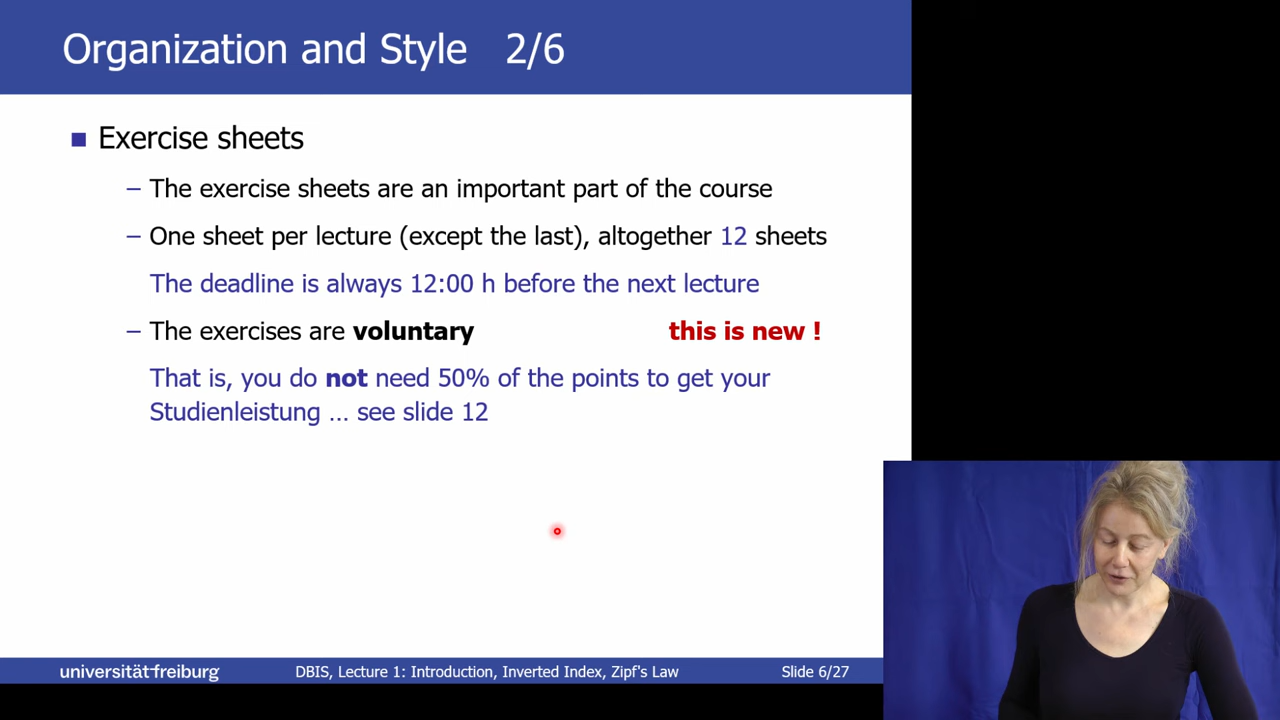 Organization and Style 2/6
Exercise sheets
– The exercise sheets are an important part of the course
– One sheet per lecture (except the last), altogether 12 sheets
The deadline is always 12:00 h before the next lecture
– The exercises are voluntary this is new !
That is, you do not need 50% of the points to get your
Studienleistung … see slide 12
universität freiburg DBIS, Lecture 1: Introduction, Inverted Index, Zipf's Law Slide 6/27